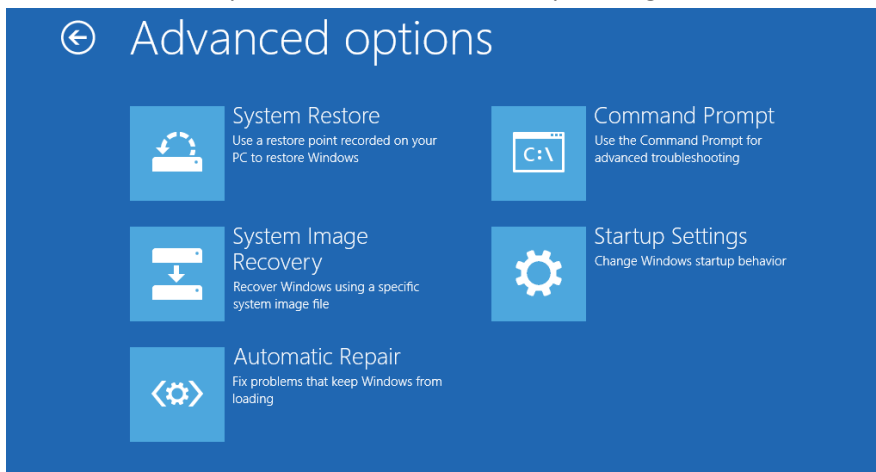 Advanced options
System Restore
Use a restore point recorded on your
PC to restore Windows
Command Prompt
Use the Command Prompt for
advanced troubleshooting
C:\
System Image
Recovery
Recover Windows using a specific
system image file
Startup Settings
Change Windows startup behavior
Automatic Repair
Fix problems that keep Windows from
loading